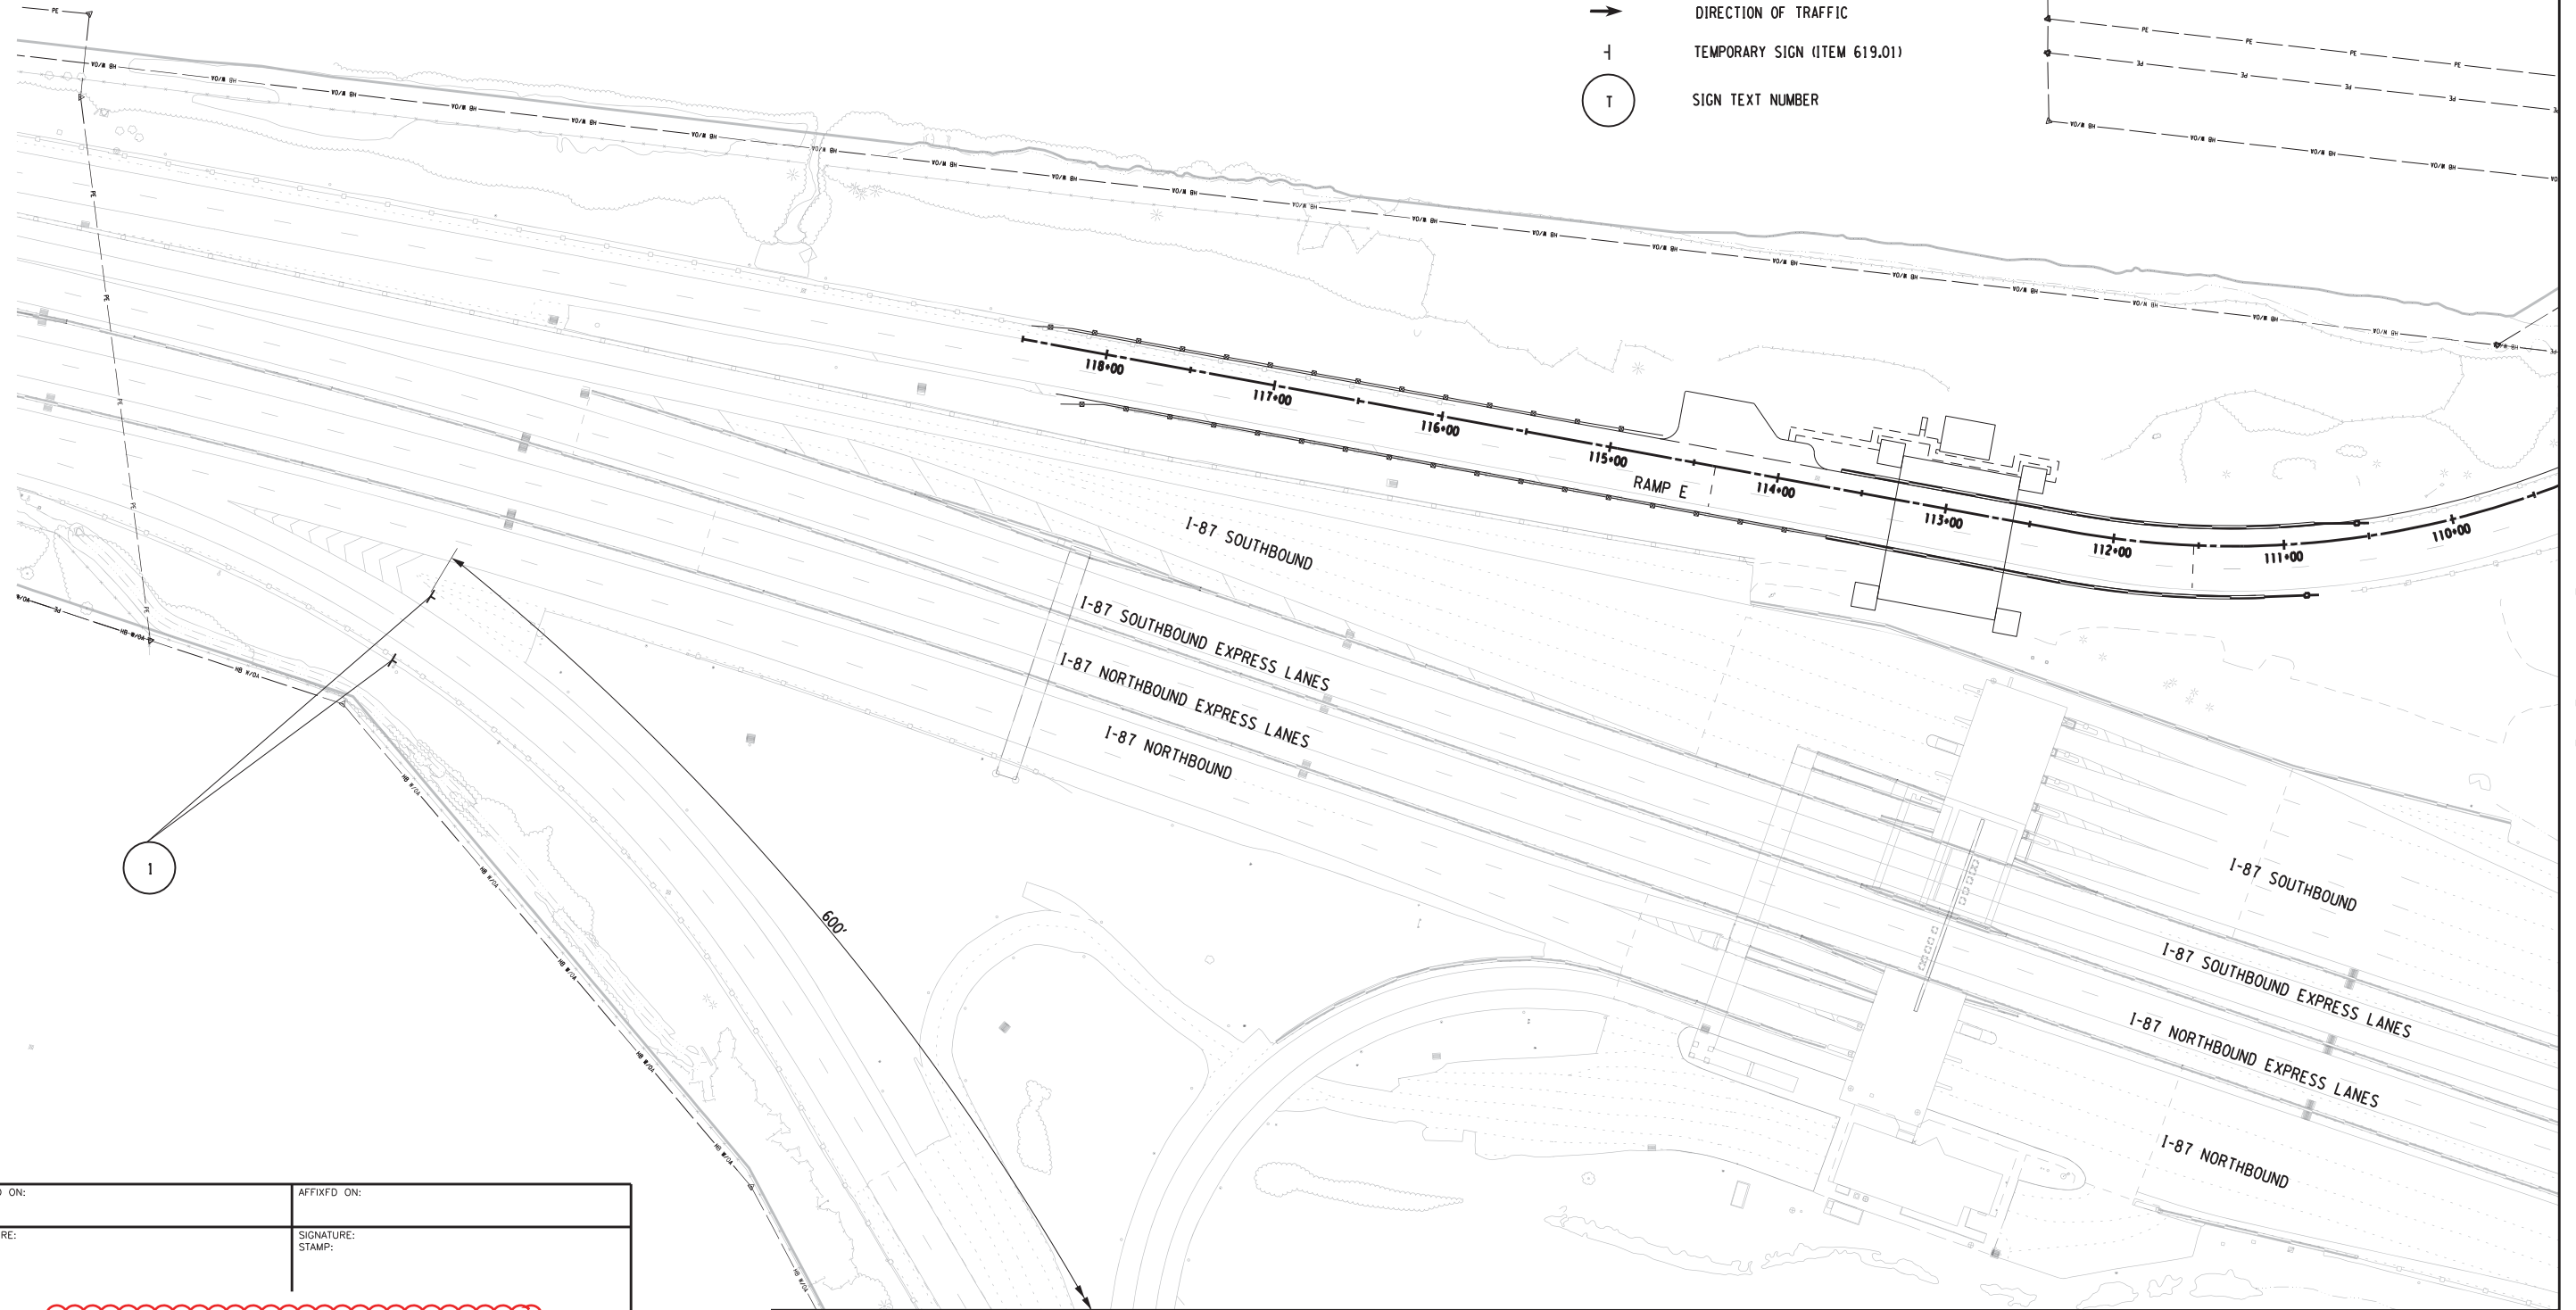 DIRECTION OF TRAFFIC
TEMPORARY SIGN (ITEM 619.01)
T
SIGN TEXT NUMBER
118+00
117+00
116+00
115+00
114+00
113+00
112+00
111+00
110+00
RAMP E
I-87 SOUTHBOUND
I-87 SOUTHBOUND EXPRESS LANES
I-87 NORTHBOUND EXPRESS LANES
I-87 NORTHBOUND
1
600'
I-87 SOUTHBOUND
I-87 SOUTHBOUND EXPRESS LANES
I-87 NORTHBOUND EXPRESS LANES
I-87 NORTHBOUND
ON:
AFFIXFD ON:
RE:
SIGNATURE:
STAMP: